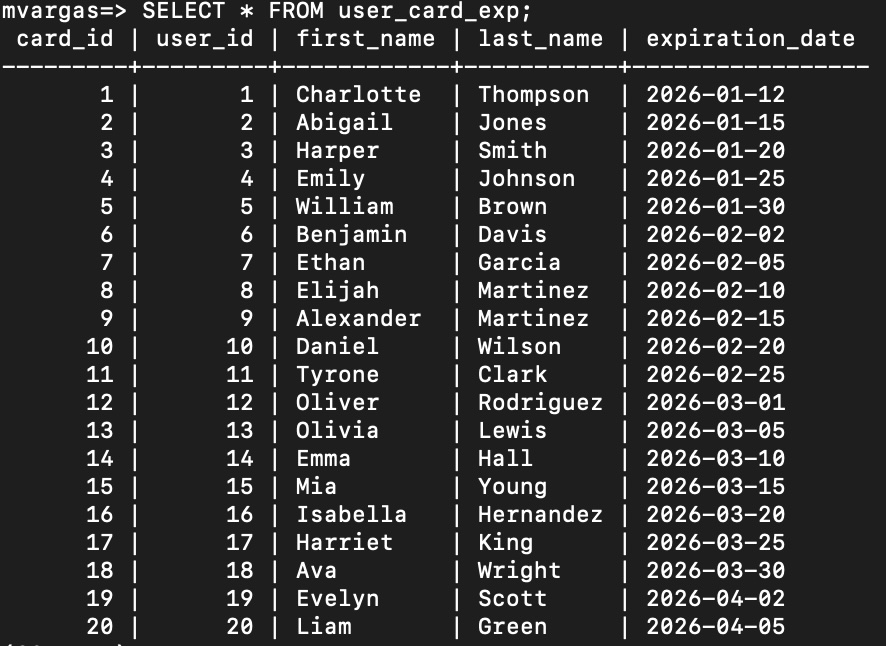 mvargas=> SELECT * FROM user_card_exp;
 card_id | user_id | first_name | last_name | expiration_date
---------+---------+------------+-----------+-----------------
       1 |       1 | Charlotte  | Thompson  | 2026-01-12
       2 |       2 | Abigail    | Jones     | 2026-01-15
       3 |       3 | Harper     | Smith     | 2026-01-20
       4 |       4 | Emily      | Johnson   | 2026-01-25
       5 |       5 | William    | Brown     | 2026-01-30
       6 |       6 | Benjamin   | Davis     | 2026-02-02
       7 |       7 | Ethan      | Garcia    | 2026-02-05
       8 |       8 | Elijah     | Martinez  | 2026-02-10
       9 |       9 | Alexander  | Martinez  | 2026-02-15
      10 |      10 | Daniel     | Wilson    | 2026-02-20
      11 |      11 | Tyrone     | Clark     | 2026-02-25
      12 |      12 | Oliver     | Rodriguez | 2026-03-01
      13 |      13 | Olivia     | Lewis     | 2026-03-05
      14 |      14 | Emma       | Hall      | 2026-03-10
      15 |      15 | Mia        | Young     | 2026-03-15
      16 |      16 | Isabella   | Hernandez | 2026-03-20
      17 |      17 | Harriet    | King      | 2026-03-25
      18 |      18 | Ava        | Wright    | 2026-03-30
      19 |      19 | Evelyn     | Scott     | 2026-04-02
      20 |      20 | Liam       | Green     | 2026-04-05